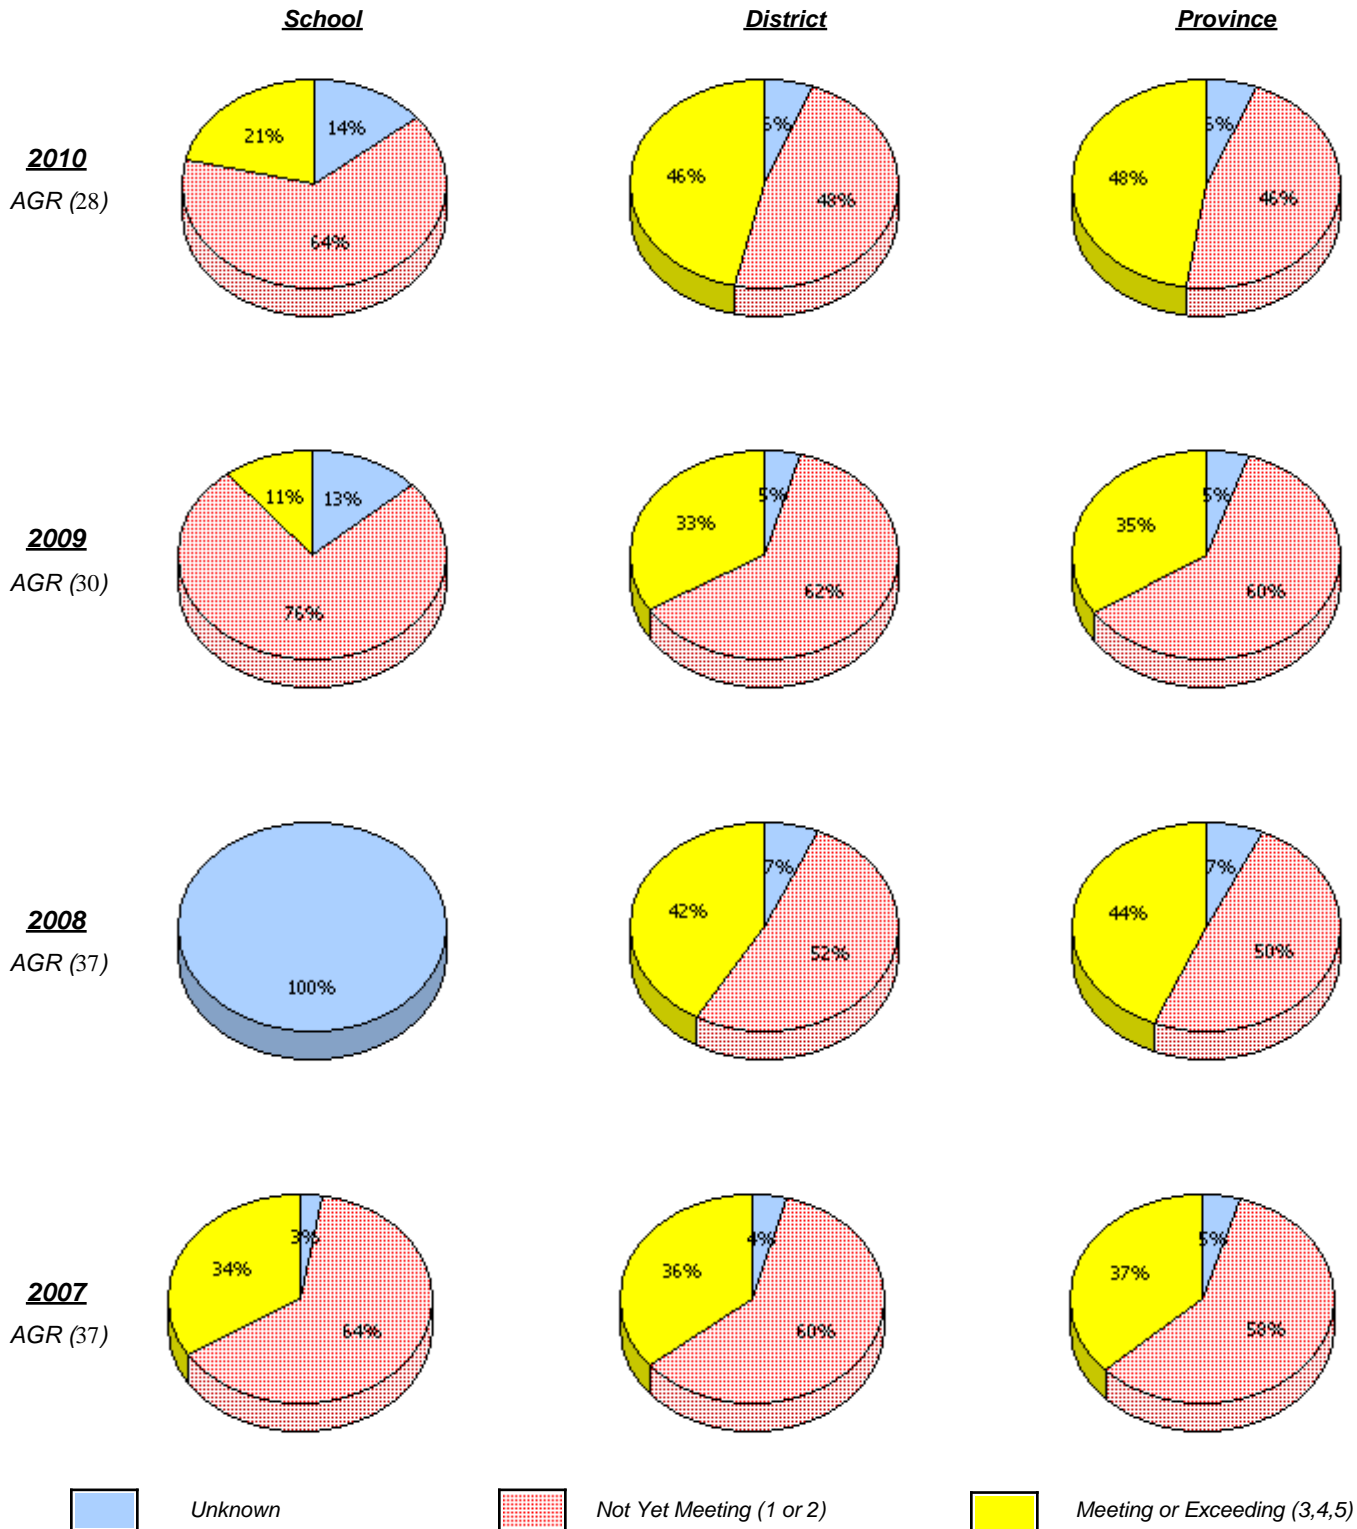 School District Province
2010
AGR (28)
21% 14% 64%
46% 48%
48% 46%
2009
AGR (30)
11% 13% 76%
33% 5% 62%
35% 5% 60%
2008
AGR (37)
100%
42% 7% 52%
44% 7% 50%
2007
AGR (37)
34% 3% 64%
36% 4% 60%
37% 5% 58%
Unknown Not Yet Meeting (1 or 2) Meeting or Exceeding (3,4,5)